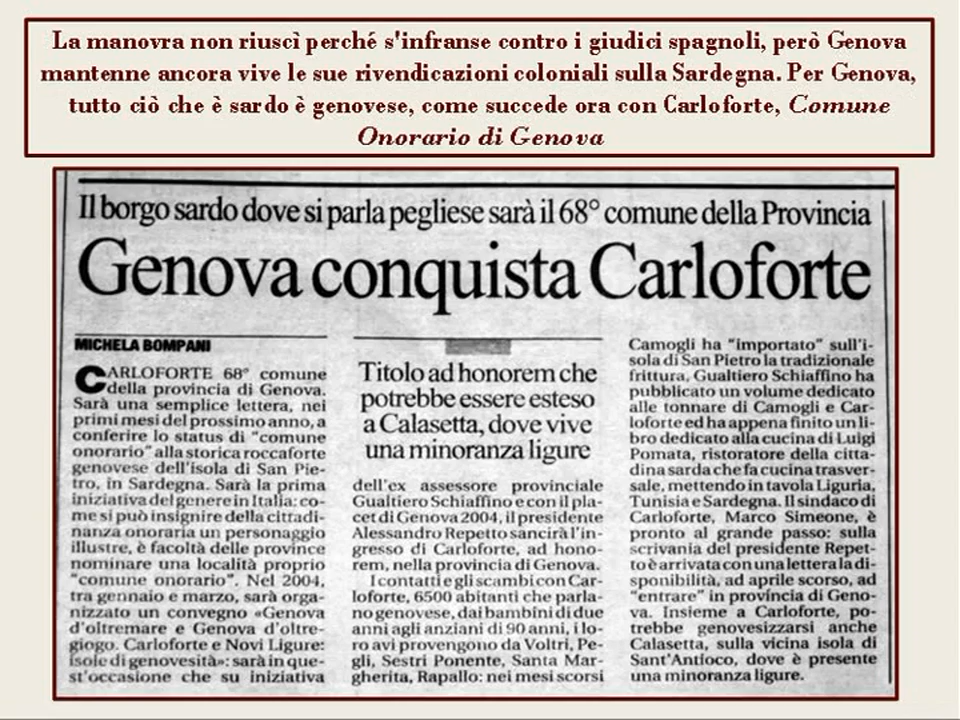 La manovra non riuscì perché s'infranse contro i giudici spagnoli, però Genova
mantenne ancora vive le sue rivendicazioni coloniali sulla Sardegna. Per Genova,
tutto ciò che è sardo è genovese, come succede ora con Carloforte, Comune
Onorario di Genova
Il borgo sardo dove si parla pegliese sarà il 68° comune della Provincia
Genova conquista Carloforte
MICHELA BOMPANI
CARLOFORTE 68° comune
della provincia di Genova.
Sarà una semplice lettera, nei
primi mesi del prossimo anno, a
conferire lo status di "comune
onorario" alla storica roccaforte
genovese dell'isola di San Pie-
tro, in Sardegna. Sarà la prima
iniziativa del genere in Italia: co-
me si può insignire della cittadi-
nanza onoraria un personaggio
illustre, è facoltà delle province
nominare una località proprio
"comune onorario". Nel 2004,
tra gennaio e marzo, sarà orga-
nizzato un convegno «Genova
d'oltremare e Genova d'oltre-
giogo. Carloforte e Novi Ligure:
isole di genovesità»: sarà in que-
st'occasione che su iniziativa
Titolo ad honorem che
potrebbe essere esteso
a Calasetta, dove vive
una minoranza ligure
dell'ex assessore provinciale
Gualtiero Schiaffino e con il pla-
cet di Genova 2004, il presidente
Alessandro Repetto sancirà l'in-
gresso di Carloforte, ad hono-
rem, nella provincia di Genova.
I contatti e gli scambi con Car-
loforte, 6500 abitanti che parla-
no genovese, dai bambini di due
anni agli anziani di 90 anni, i lo-
ro avi provengono da Voltri, Pe-
gli, Sestri Ponente, Santa Mar-
gherita, Rapallo: nei mesi scorsi
Camogli ha "importato" sull'i-
sola di San Pietro la tradizionale
frittura, Gualtiero Schiaffino ha
pubblicato un volume dedicato
alle tonnare di Camogli e Car-
loforte ed ha appena finito un li-
bro dedicato alla cucina di Luigi
Pomata, ristoratore della citta-
dina sarda che fa cucina trasver-
sale, mettendo in tavola Liguria,
Tunisia e Sardegna. Il sindaco di
Carloforte, Marco Simeone, è
pronto al grande passo: sulla
scrivania del presidente Repet-
to è arrivata con una lettera la di-
sponibilità, ad aprile scorso, ad
"entrare" in provincia di Geno-
va. Insieme a Carloforte, po-
trebbe genovesizzarsi anche
Calasetta, sulla vicina isola di
Sant'Antioco, dove è presente
una minoranza ligure.